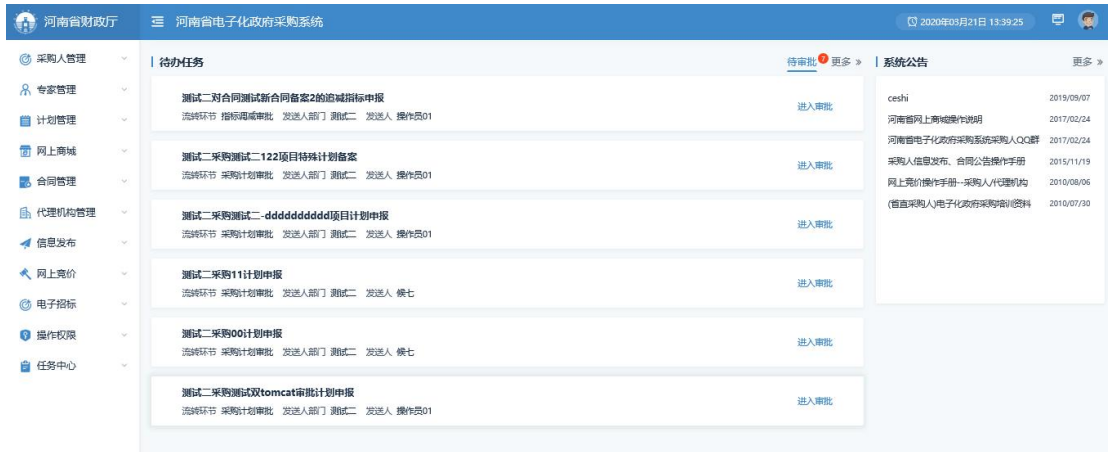 河南省财政厅
河南省电子化政府采购系统
2020年03月21日 13:39:25
采购人管理
专家管理
计划管理
网上商城
合同管理
代理机构管理
信息发布
网上竞价
电子招标
操作权限
任务中心
待办任务
待审批 7 更多 »
测试二对合同测试新合同备案2的追减指标申报
流转环节 指标调减审批 发送人部门 测试二 发送人 操作员01
进入审批
测试二采购测试二122项目特殊计划备案
流转环节 采购计划审批 发送人部门 测试二 发送人 操作员01
进入审批
测试二采购测试二-dddddddddd项目计划申报
流转环节 采购计划审批 发送人部门 测试二 发送人 操作员01
进入审批
测试二采购11计划申报
流转环节 采购计划审批 发送人部门 测试二 发送人 候七
进入审批
测试二采购00计划申报
流转环节 采购计划审批 发送人部门 测试二 发送人 候七
进入审批
测试二采购测试双tomcat审批计划申报
流转环节 采购计划审批 发送人部门 测试二 发送人 操作员01
进入审批
系统公告 更多 »
ceshi 2019/09/07
河南省网上商城操作说明 2017/02/24
河南省电子化政府采购系统采购人QQ群 2017/02/24
采购人信息发布、合同公告操作手册 2015/11/19
网上竞价操作手册--采购人/代理机构 2010/08/06
(省直采购人)电子化政府采购培训资料 2010/07/30